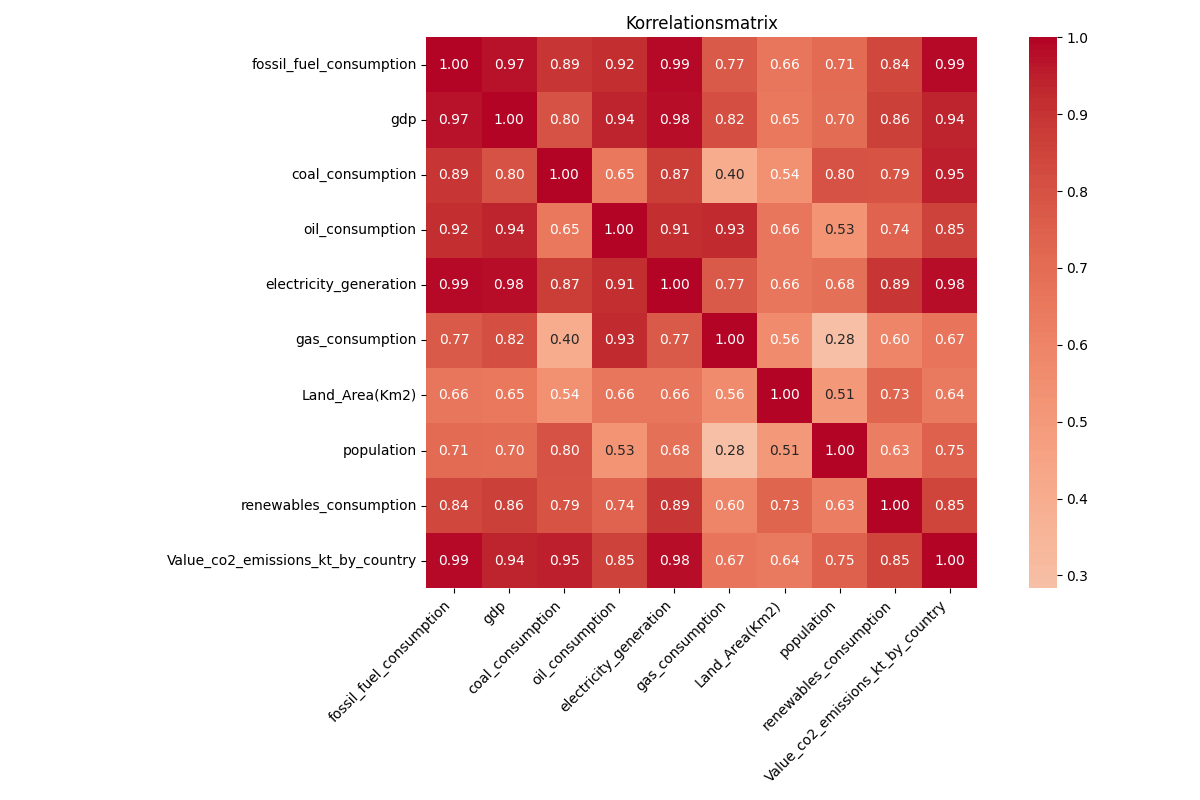 Korrelationsmatrix
fossil_fuel_consumption 1.00 0.97 0.89 0.92 0.99 0.77 0.66 0.71 0.84 0.99
gdp 0.97 1.00 0.80 0.94 0.98 0.82 0.65 0.70 0.86 0.94
coal_consumption 0.89 0.80 1.00 0.65 0.87 0.40 0.54 0.80 0.79 0.95
oil_consumption 0.92 0.94 0.65 1.00 0.91 0.93 0.66 0.53 0.74 0.85
electricity_generation 0.99 0.98 0.87 0.91 1.00 0.77 0.66 0.68 0.89 0.98
gas_consumption 0.77 0.82 0.40 0.93 0.77 1.00 0.56 0.28 0.60 0.67
Land_Area(Km2) 0.66 0.65 0.54 0.66 0.66 0.56 1.00 0.51 0.73 0.64
population 0.71 0.70 0.80 0.53 0.68 0.28 0.51 1.00 0.63 0.75
renewables_consumption 0.84 0.86 0.79 0.74 0.89 0.60 0.73 0.63 1.00 0.85
Value_co2_emissions_kt_by_country 0.99 0.94 0.95 0.85 0.98 0.67 0.64 0.75 0.85 1.00
fossil_fuel_consumption
gdp
coal_consumption
oil_consumption
electricity_generation
gas_consumption
Land_Area(Km2)
population
renewables_consumption
Value_co2_emissions_kt_by_country
1.0
0.9
0.8
0.7
0.6
0.5
0.4
0.3